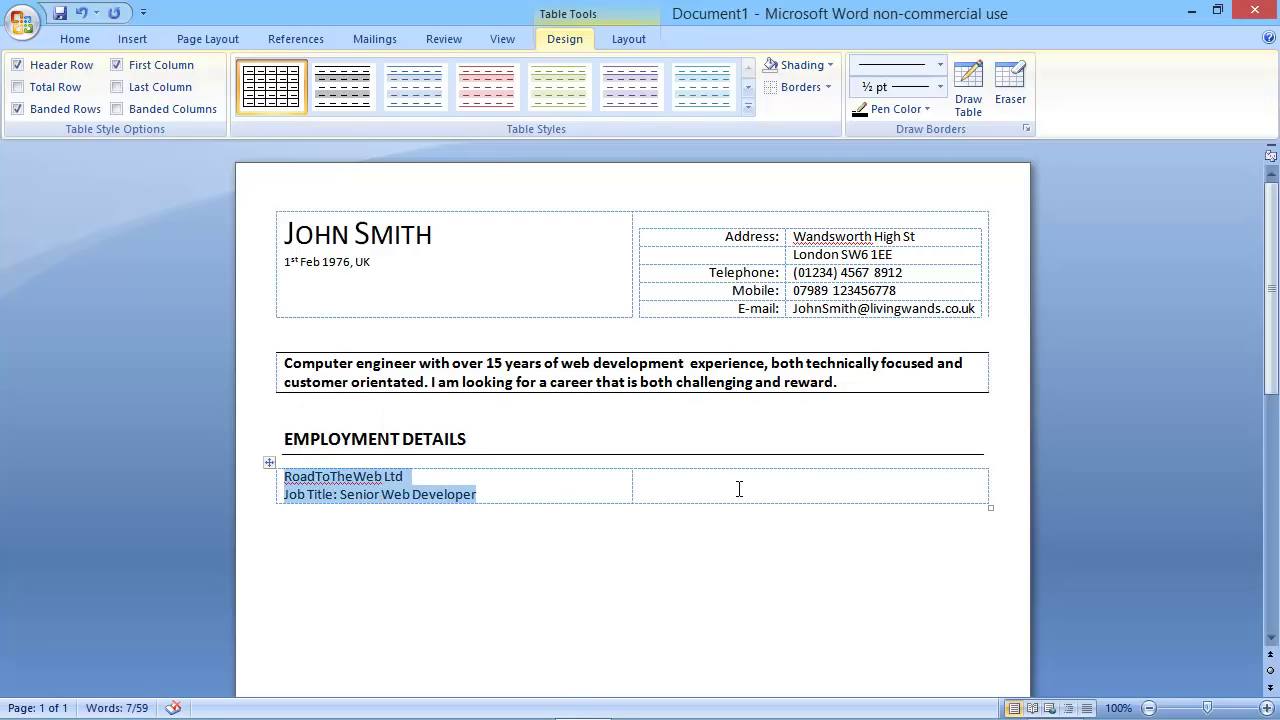 Table Tools
Document1 - Microsoft Word non-commercial use
Home Insert Page Layout References Mailings Review View Design Layout
Header Row First Column
Total Row Last Column
Banded Rows Banded Columns
Table Style Options
Table Styles
Shading
Borders
½ pt
Pen Color
Draw Table
Eraser
Draw Borders
JOHN SMITH
1st Feb 1976, UK
Address: Wandsworth High St
London SW6 1EE
Telephone: (01234) 4567 8912
Mobile: 07989 123456778
E-mail: JohnSmith@livingwands.co.uk
Computer engineer with over 15 years of web development experience, both technically focused and
customer orientated. I am looking for a career that is both challenging and reward.
EMPLOYMENT DETAILS
RoadToTheWeb Ltd
Job Title: Senior Web Developer
Page: 1 of 1 Words: 7/59 100%